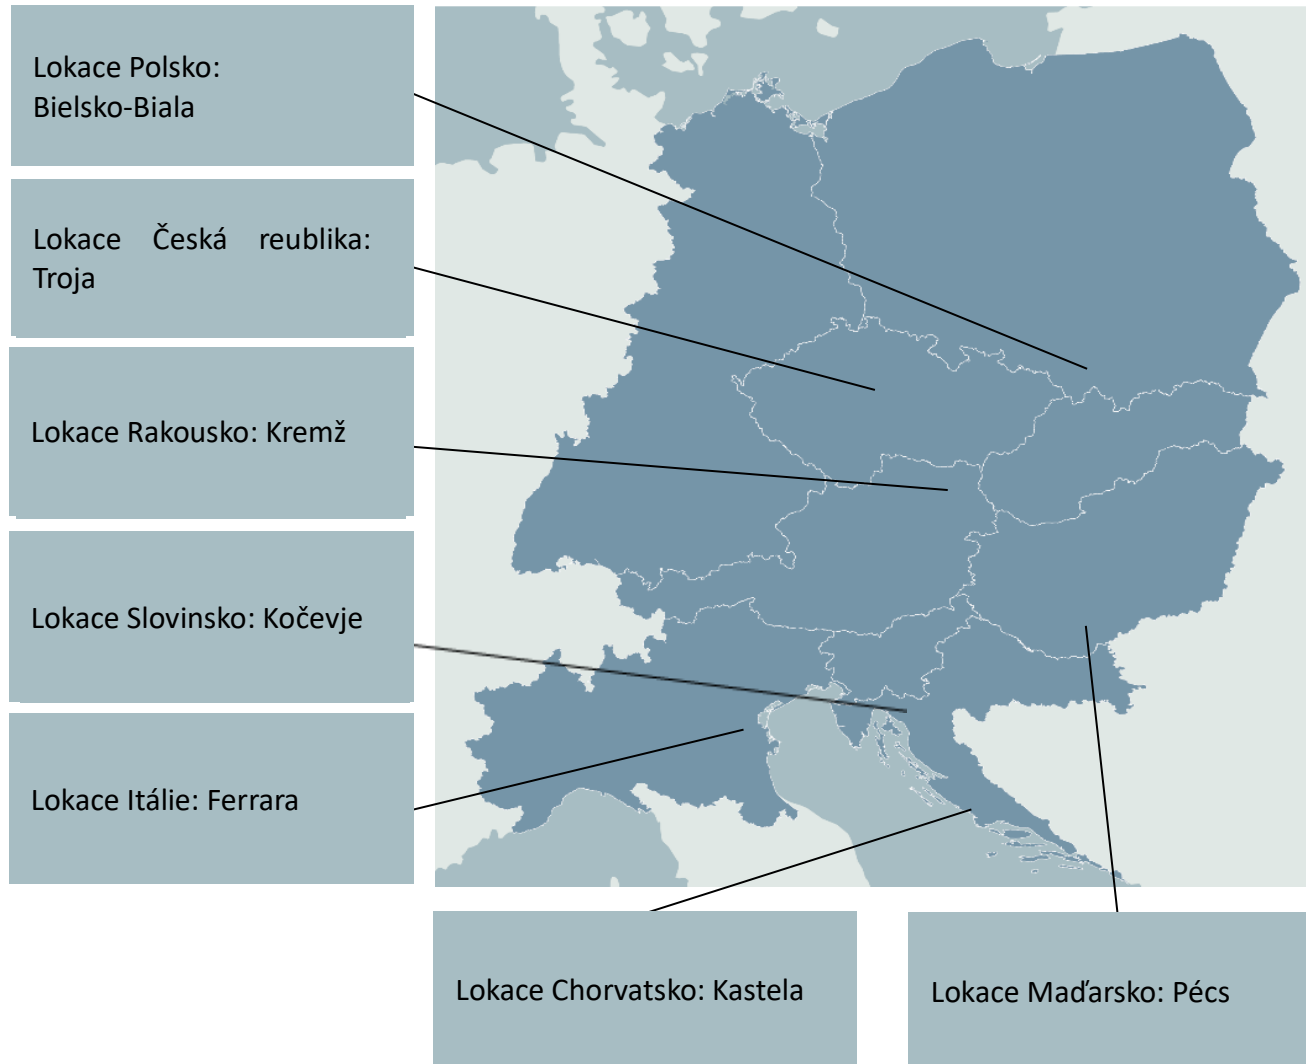 Lokace Polsko:
Bielsko-Biala
Lokace Česká reublika:
Troja
Lokace Rakousko: Kremž
Lokace Slovinsko: Kočevje
Lokace Itálie: Ferrara
Lokace Chorvatsko: Kastela
Lokace Maďarsko: Pécs